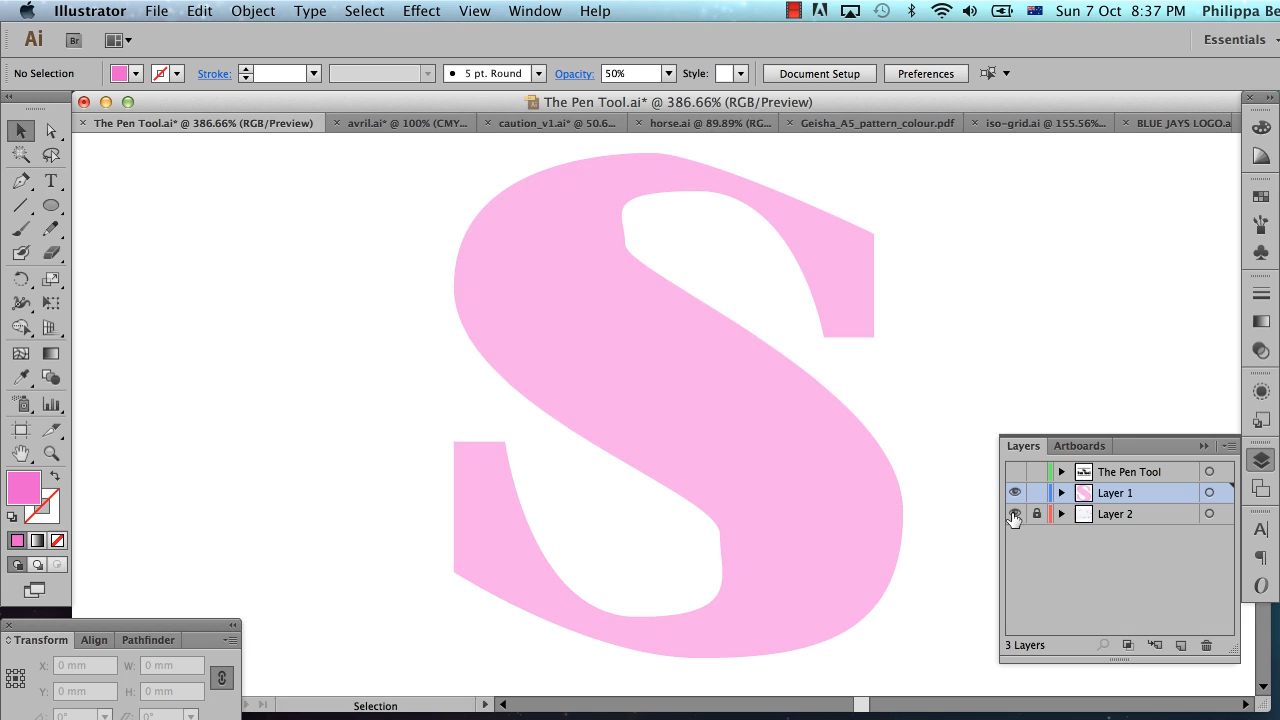 Illustrator File Edit Object Type Select Effect View Window Help Sun 7 Oct 8:37 PM Philippa Be
Ai Br Essentials
No Selection Stroke: 5 pt. Round Opacity: 50% Style: Document Setup Preferences
The Pen Tool.ai* @ 386.66% (RGB/Preview)
The Pen Tool.ai* @ 386.66% (RGB/Preview) avril.ai* @ 100% (CMY... caution_v1.ai* @ 50.6... horse.ai @ 89.89% (RG... Geisha_A5_pattern_colour.pdf iso-grid.ai @ 155.56%... BLUE JAYS LOGO.a
S
Layers Artboards
The Pen Tool
Layer 1
Layer 2
3 Layers
Transform Align Pathfinder
X: 0 mm W: 0 mm
Y: 0 mm H: 0 mm
0° 0°
Selection